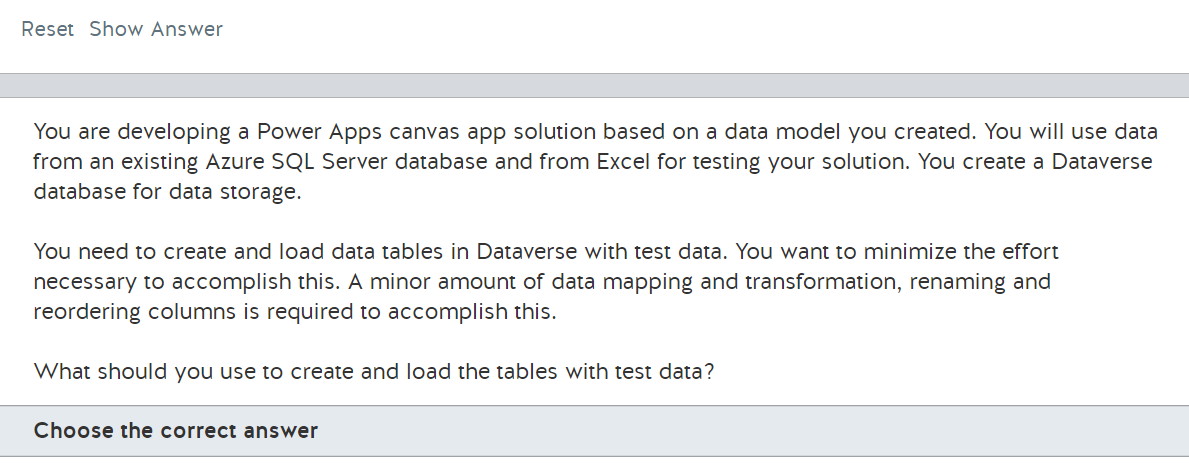 Reset Show Answer
You are developing a Power Apps canvas app solution based on a data model you created. You will use data
from an existing Azure SQL Server database and from Excel for testing your solution. You create a Dataverse
database for data storage.
You need to create and load data tables in Dataverse with test data. You want to minimize the effort
necessary to accomplish this. A minor amount of data mapping and transformation, renaming and
reordering columns is required to accomplish this.
What should you use to create and load the tables with test data?
Choose the correct answer